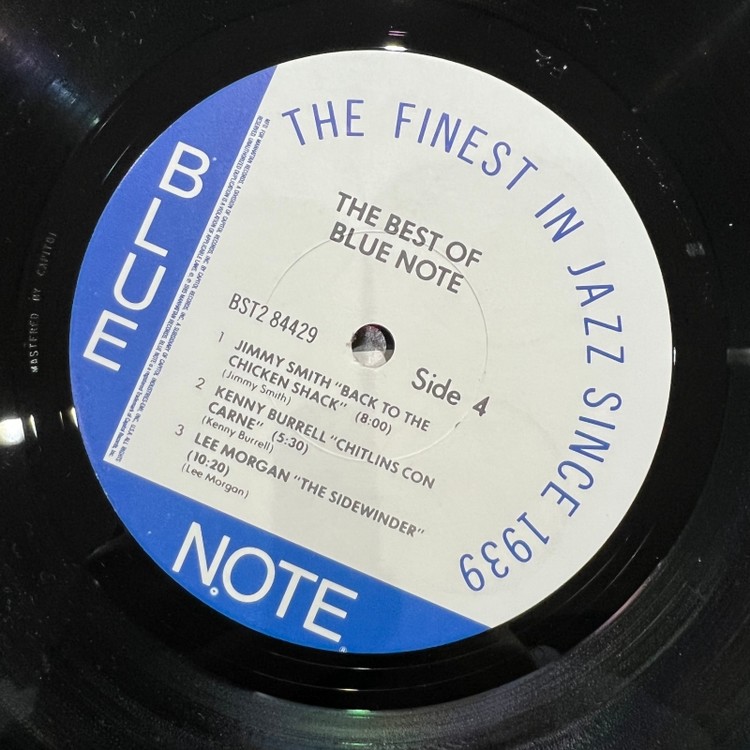 THE FINEST IN JAZZ SINCE 1939
BLUE
NOTE
®
THE BEST OF
BLUE NOTE
BST2 84429
Side 4
1 JIMMY SMITH "BACK TO THE
CHICKEN SHACK" (8:00)
(Jimmy Smith)
2 KENNY BURRELL "CHITLINS CON
CARNE" (5:30)
(Kenny Burrell)
3 LEE MORGAN "THE SIDEWINDER"
(10:20)
(Lee Morgan)
MASTERED BY CAPITOL